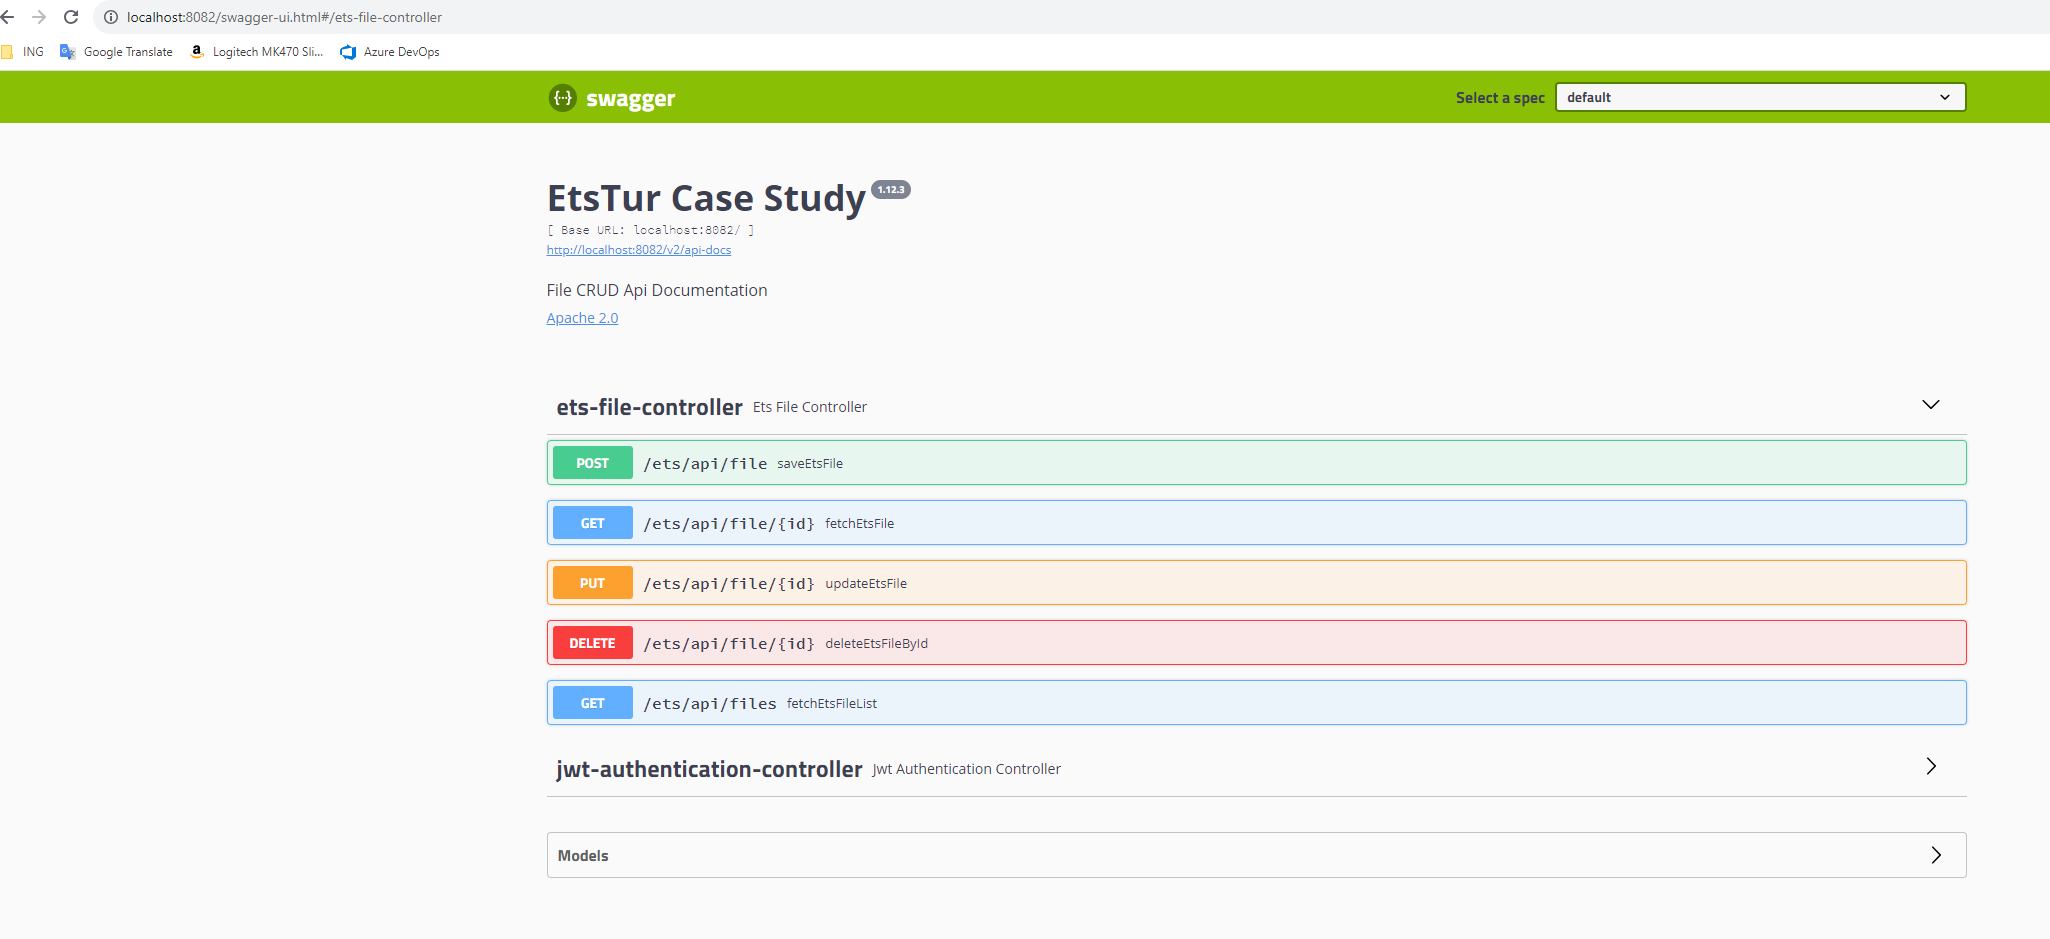 localhost:8082/swagger-ui.html#/ets-file-controller
ING Google Translate Logitech MK470 Sli... Azure DevOps
{···} swagger Select a spec default
EtsTur Case Study 1.12.3
[ Base URL: localhost:8082/ ]
http://localhost:8082/v2/api-docs
File CRUD Api Documentation
Apache 2.0
ets-file-controller Ets File Controller
POST /ets/api/file saveEtsFile
GET /ets/api/file/{id} fetchEtsFile
PUT /ets/api/file/{id} updateEtsFile
DELETE /ets/api/file/{id} deleteEtsFileById
GET /ets/api/files fetchEtsFileList
jwt-authentication-controller Jwt Authentication Controller
Models